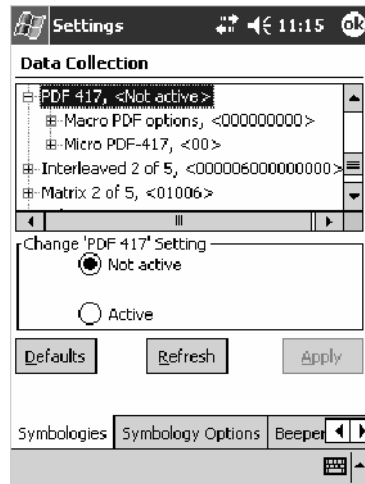 Settings 11:15 ok
Data Collection
PDF 417, <Not active>
Macro PDF options, <000000000>
Micro PDF-417, <00>
Interleaved 2 of 5, <000006000000000>
Matrix 2 of 5, <01006>
Change 'PDF 417' Setting
Not active
Active
Defaults Refresh Apply
Symbologies Symbology Options Beeper